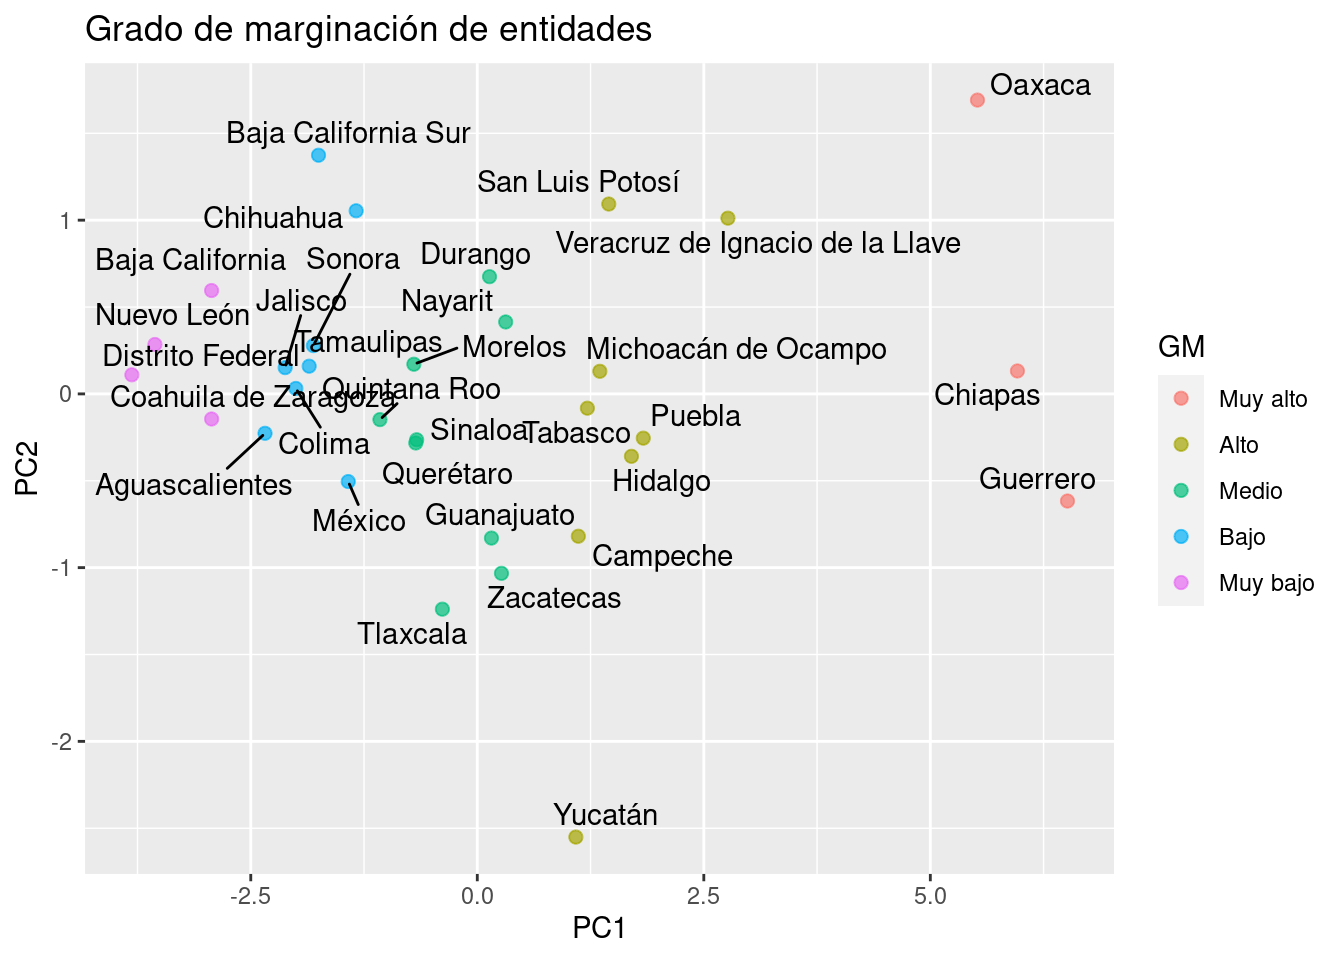 Grado de marginación de entidades
Oaxaca
Baja California Sur
San Luis Potosí
Chihuahua
Veracruz de Ignacio de la Llave
Durango
Sonora
Baja California
Jalisco
Nayarit
Nuevo León
Tamaulipas
Morelos
Michoacán de Ocampo
Distrito Federal
Quintana Roo
Chiapas
Coahuila de Zaragoza
Puebla
Sinaloa
Tabasco
Colima
Querétaro
Hidalgo
Guerrero
Aguascalientes
México
Guanajuato
Campeche
Zacatecas
Tlaxcala
Yucatán
1
0
-1
-2
PC2
-2.5
0.0
2.5
5.0
PC1
GM
Muy alto
Alto
Medio
Bajo
Muy bajo